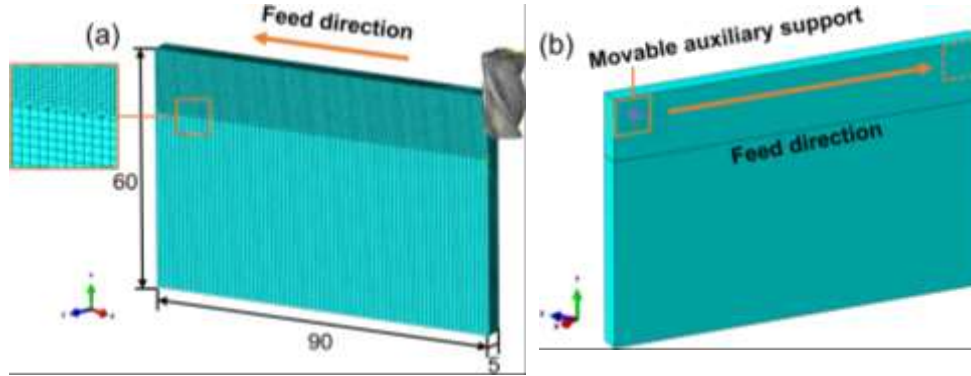 (a)
Feed direction
60
90
5
(b)
Movable auxiliary support
Feed direction